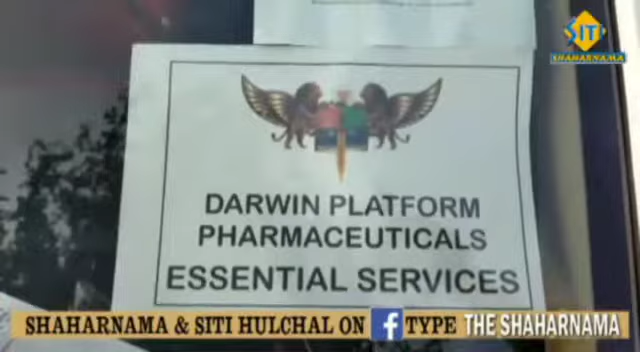 SITI
SHAHARNAMA
DARWIN PLATFORM
PHARMACEUTICALS
ESSENTIAL SERVICES
SHAHARNAMA & SITI HULCHAL ON f TYPE THE SHAHARNAMA